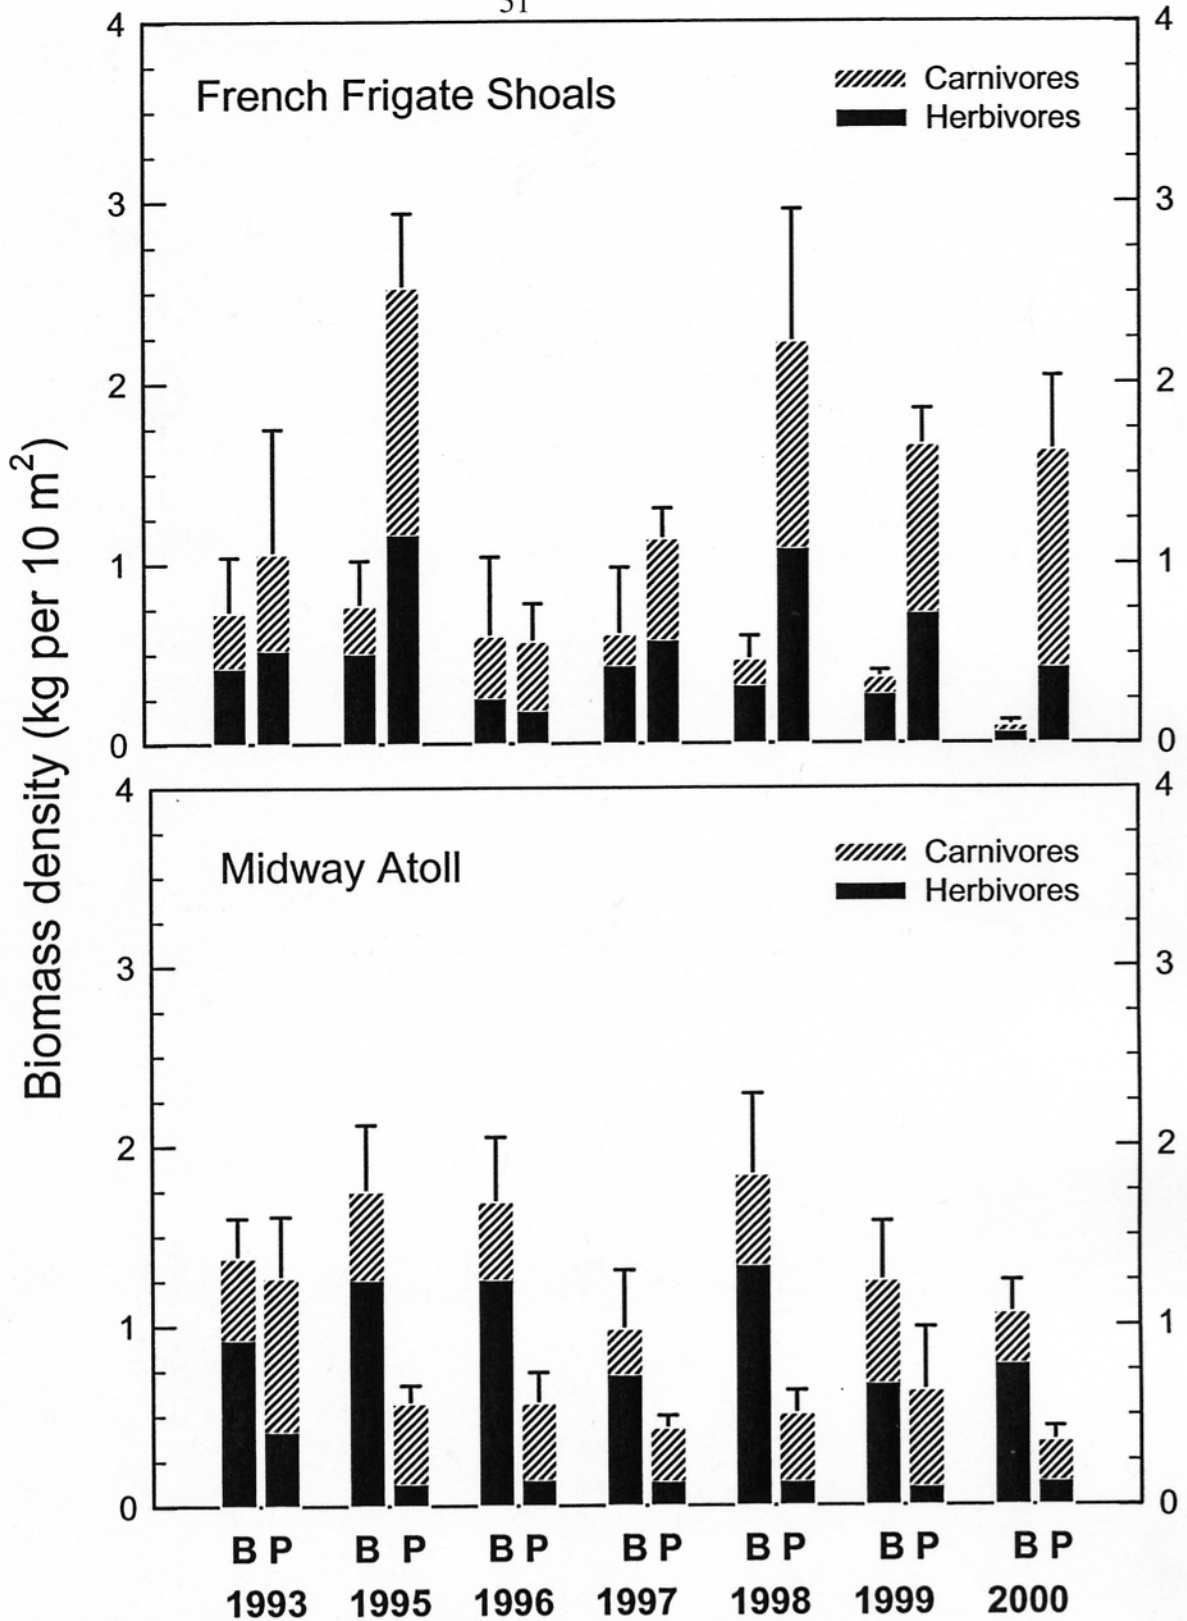 51
4 4
French Frigate Shoals
Carnivores
Herbivores
3 3
2 2
1 1
0 0
Biomass density (kg per 10 m²)
4 4
Midway Atoll
Carnivores
Herbivores
3 3
2 2
1 1
0 0
B P B P B P B P B P B P B P
1993 1995 1996 1997 1998 1999 2000